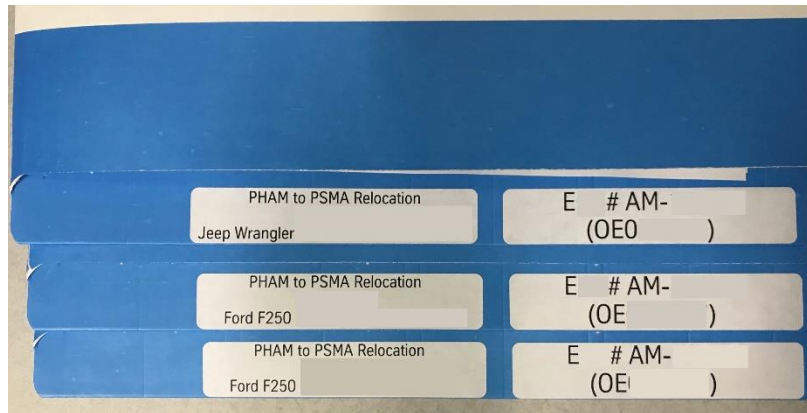 PHAM to PSMA Relocation
Jeep Wrangler
E # AM-
(OE0 )
PHAM to PSMA Relocation
Ford F250
E # AM-
(OE )
PHAM to PSMA Relocation
Ford F250
E # AM-
(OE )